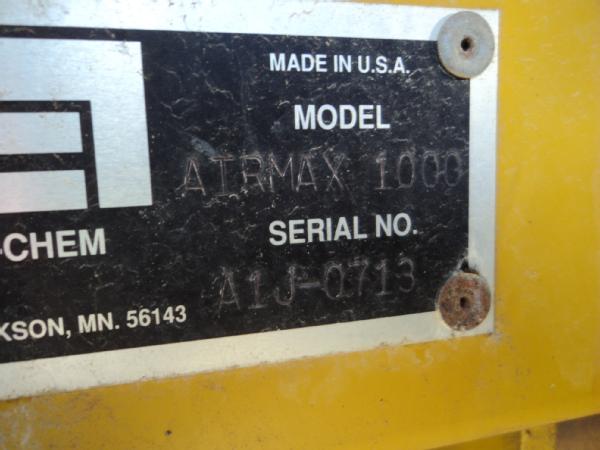 MADE IN U.S.A.
MODEL
AIRMAX 1000
-CHEM
SERIAL NO.
A1J-0713
KSON, MN. 56143